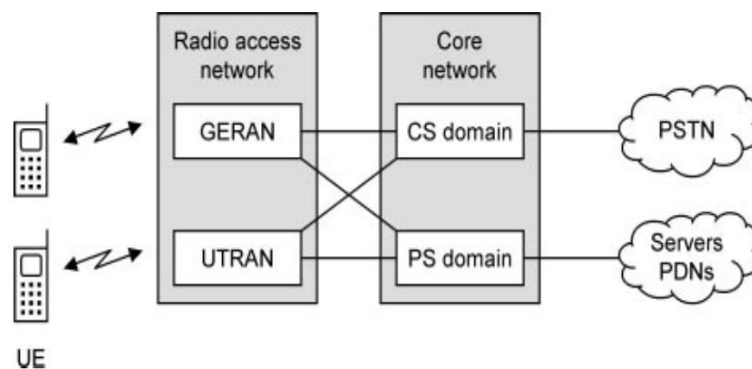 Radio access
network
Core
network
GERAN
CS domain
PSTN
UTRAN
PS domain
Servers
PDNs
UE